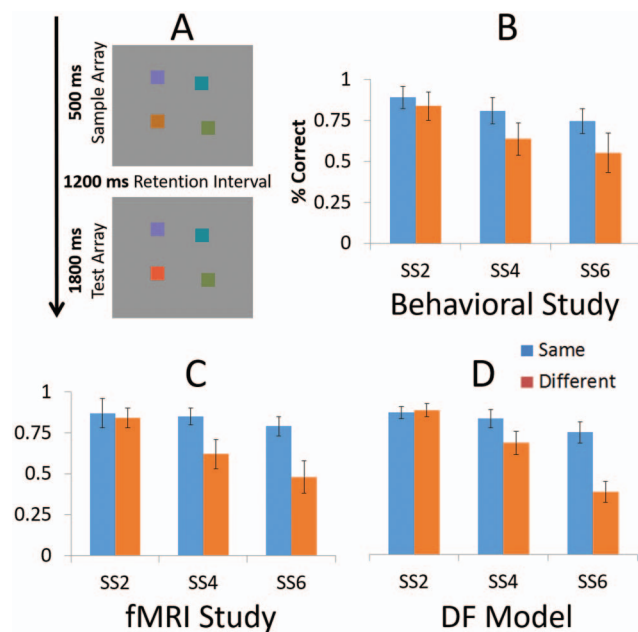 A
500 ms
Sample Array
1200 ms Retention Interval
1800 ms
Test Array
B
% Correct
1
0.75
0.5
0.25
0
SS2 SS4 SS6
Behavioral Study
Same
Different
C
1
0.75
0.5
0.25
0
SS2 SS4 SS6
fMRI Study
D
SS2 SS4 SS6
DF Model